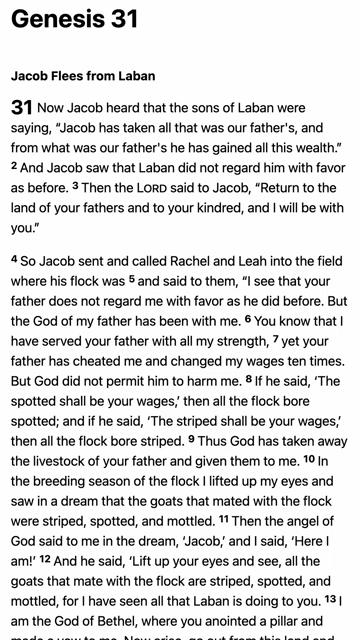 Genesis 31
Jacob Flees from Laban
31 Now Jacob heard that the sons of Laban were
saying, “Jacob has taken all that was our father's, and
from what was our father's he has gained all this wealth.”
2 And Jacob saw that Laban did not regard him with favor
as before. 3 Then the LORD said to Jacob, “Return to the
land of your fathers and to your kindred, and I will be with
you.”
4 So Jacob sent and called Rachel and Leah into the field
where his flock was 5 and said to them, “I see that your
father does not regard me with favor as he did before. But
the God of my father has been with me. 6 You know that I
have served your father with all my strength, 7 yet your
father has cheated me and changed my wages ten times.
But God did not permit him to harm me. 8 If he said, ‘The
spotted shall be your wages,’ then all the flock bore
spotted; and if he said, ‘The striped shall be your wages,’
then all the flock bore striped. 9 Thus God has taken away
the livestock of your father and given them to me. 10 In
the breeding season of the flock I lifted up my eyes and
saw in a dream that the goats that mated with the flock
were striped, spotted, and mottled. 11 Then the angel of
God said to me in the dream, ‘Jacob,’ and I said, ‘Here I
am!’ 12 And he said, ‘Lift up your eyes and see, all the
goats that mate with the flock are striped, spotted, and
mottled, for I have seen all that Laban is doing to you. 13 I
am the God of Bethel, where you anointed a pillar and
made a vow to me. Now arise, go out from this land and